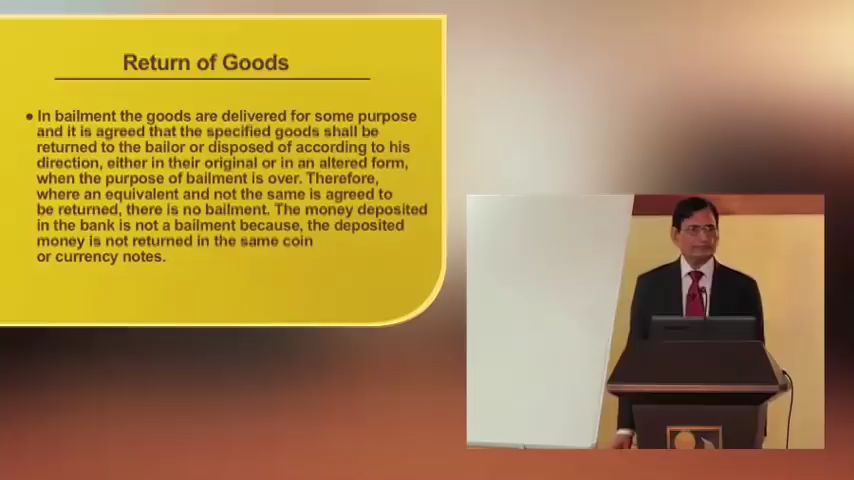 Return of Goods
• In bailment the goods are delivered for some purpose
and it is agreed that the specified goods shall be
returned to the bailor or disposed of according to his
direction, either in their original or in an altered form,
when the purpose of bailment is over. Therefore,
where an equivalent and not the same is agreed to
be returned, there is no bailment. The money deposited
in the bank is not a bailment because, the deposited
money is not returned in the same coin
or currency notes.